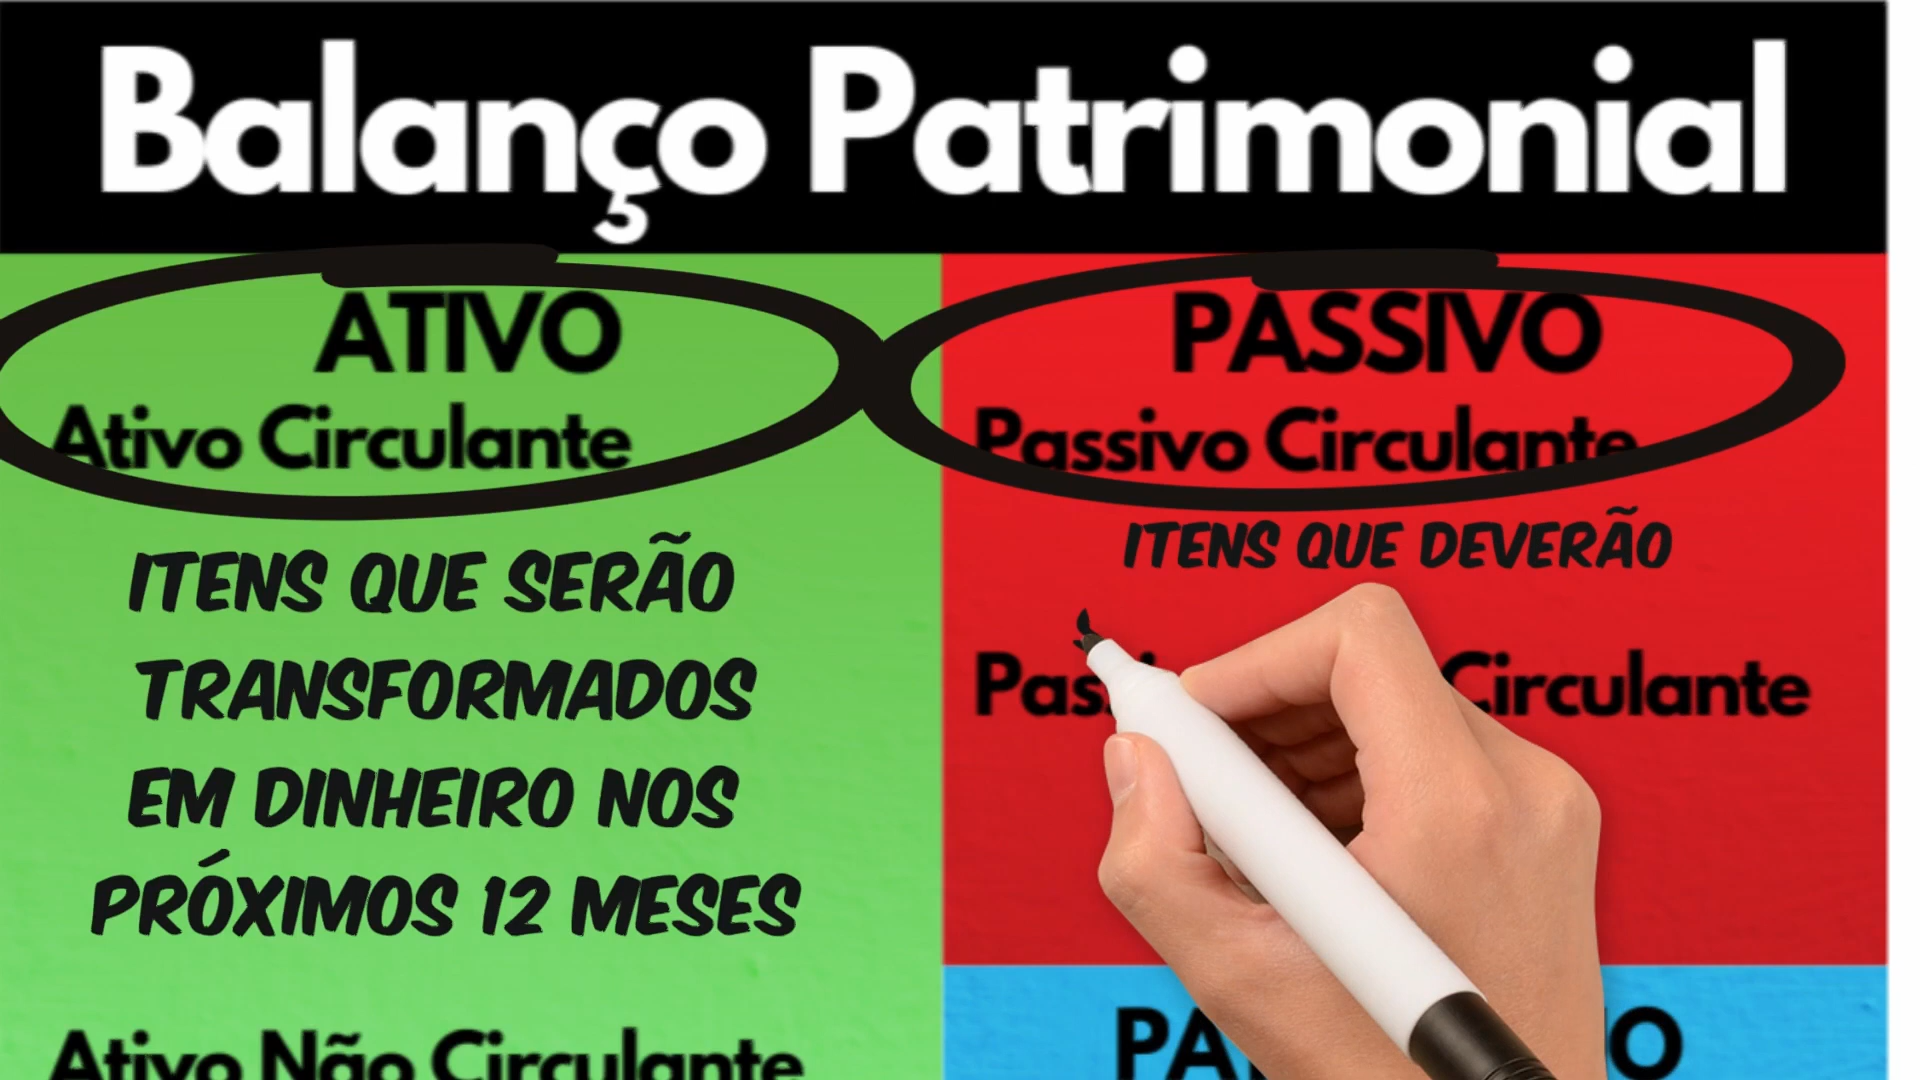 Balanço Patrimonial
ATIVO
Ativo Circulante
ITENS QUE SERÃO
TRANSFORMADOS
EM DINHEIRO NOS
PRÓXIMOS 12 MESES
Ativo Não Circulante
PASSIVO
Passivo Circulante
ITENS QUE DEVERÃO
Circulante